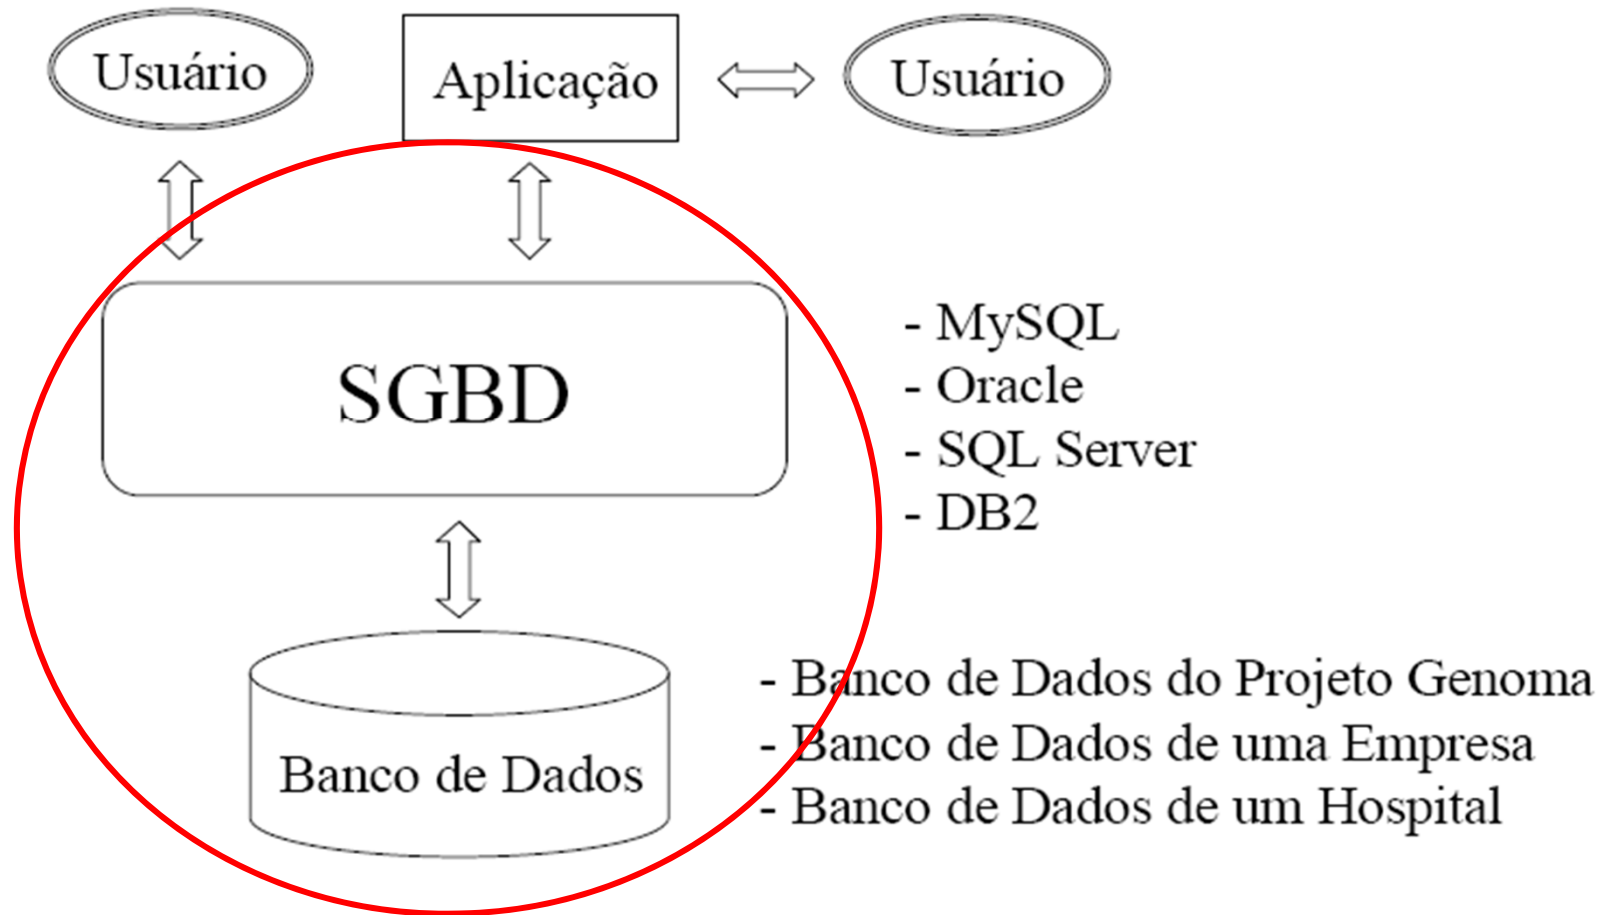 Usuário
Aplicação
Usuário
SGBD
- MySQL
- Oracle
- SQL Server
- DB2
Banco de Dados
- Banco de Dados do Projeto Genoma
- Banco de Dados de uma Empresa
- Banco de Dados de um Hospital